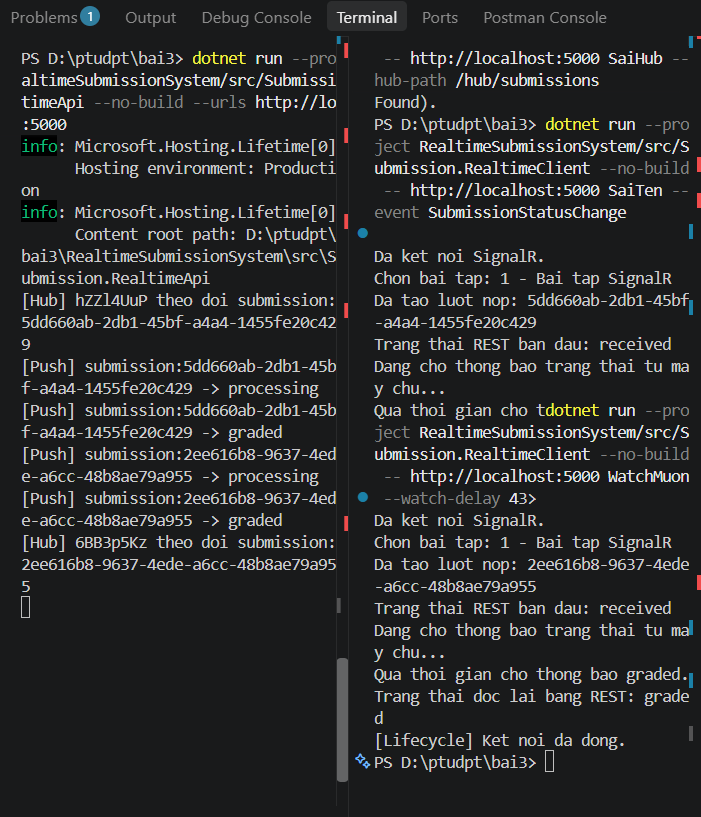 Problems 1 Output Debug Console Terminal Ports Postman Console
PS D:\ptudpt\bai3> dotnet run --pro
altimeSubmissionSystem/src/Submissi
timeApi --no-build --urls http://lo
:5000
info: Microsoft.Hosting.Lifetime[0]
Hosting environment: Producti
on
info: Microsoft.Hosting.Lifetime[0]
Content root path: D:\ptudpt\
bai3\RealtimeSubmissionSystem\src\S
ubmission.RealtimeApi
[Hub] hZZl4UuP theo doi submission:
5dd660ab-2db1-45bf-a4a4-1455fe20c42
9
[Push] submission:5dd660ab-2db1-45b
f-a4a4-1455fe20c429 -> processing
[Push] submission:5dd660ab-2db1-45b
f-a4a4-1455fe20c429 -> graded
[Push] submission:2ee616b8-9637-4ed
e-a6cc-48b8ae79a955 -> processing
[Push] submission:2ee616b8-9637-4ed
e-a6cc-48b8ae79a955 -> graded
[Hub] 6BB3p5Kz theo doi submission:
2ee616b8-9637-4ede-a6cc-48b8ae79a95
5
-- http://localhost:5000 SaiHub --
hub-path /hub/submissions
Found).
PS D:\ptudpt\bai3> dotnet run --pro
ject RealtimeSubmissionSystem/src/S
ubmission.RealtimeClient --no-build
-- http://localhost:5000 SaiTen --
event SubmissionStatusChange
Da ket noi SignalR.
Chon bai tap: 1 - Bai tap SignalR
Da tao luot nop: 5dd660ab-2db1-45bf
-a4a4-1455fe20c429
Trang thai REST ban dau: received
Dang cho thong bao trang thai tu ma
y chu...
Qua thoi gian cho tdotnet run --pro
ject RealtimeSubmissionSystem/src/S
ubmission.RealtimeClient --no-build
-- http://localhost:5000 WatchMuon
--watch-delay 43>
Da ket noi SignalR.
Chon bai tap: 1 - Bai tap SignalR
Da tao luot nop: 2ee616b8-9637-4ede
-a6cc-48b8ae79a955
Trang thai REST ban dau: received
Dang cho thong bao trang thai tu ma
y chu...
Qua thoi gian cho thong bao graded.
Trang thai doc lai bang REST: grade
d
[Lifecycle] Ket noi da dong.
PS D:\ptudpt\bai3>